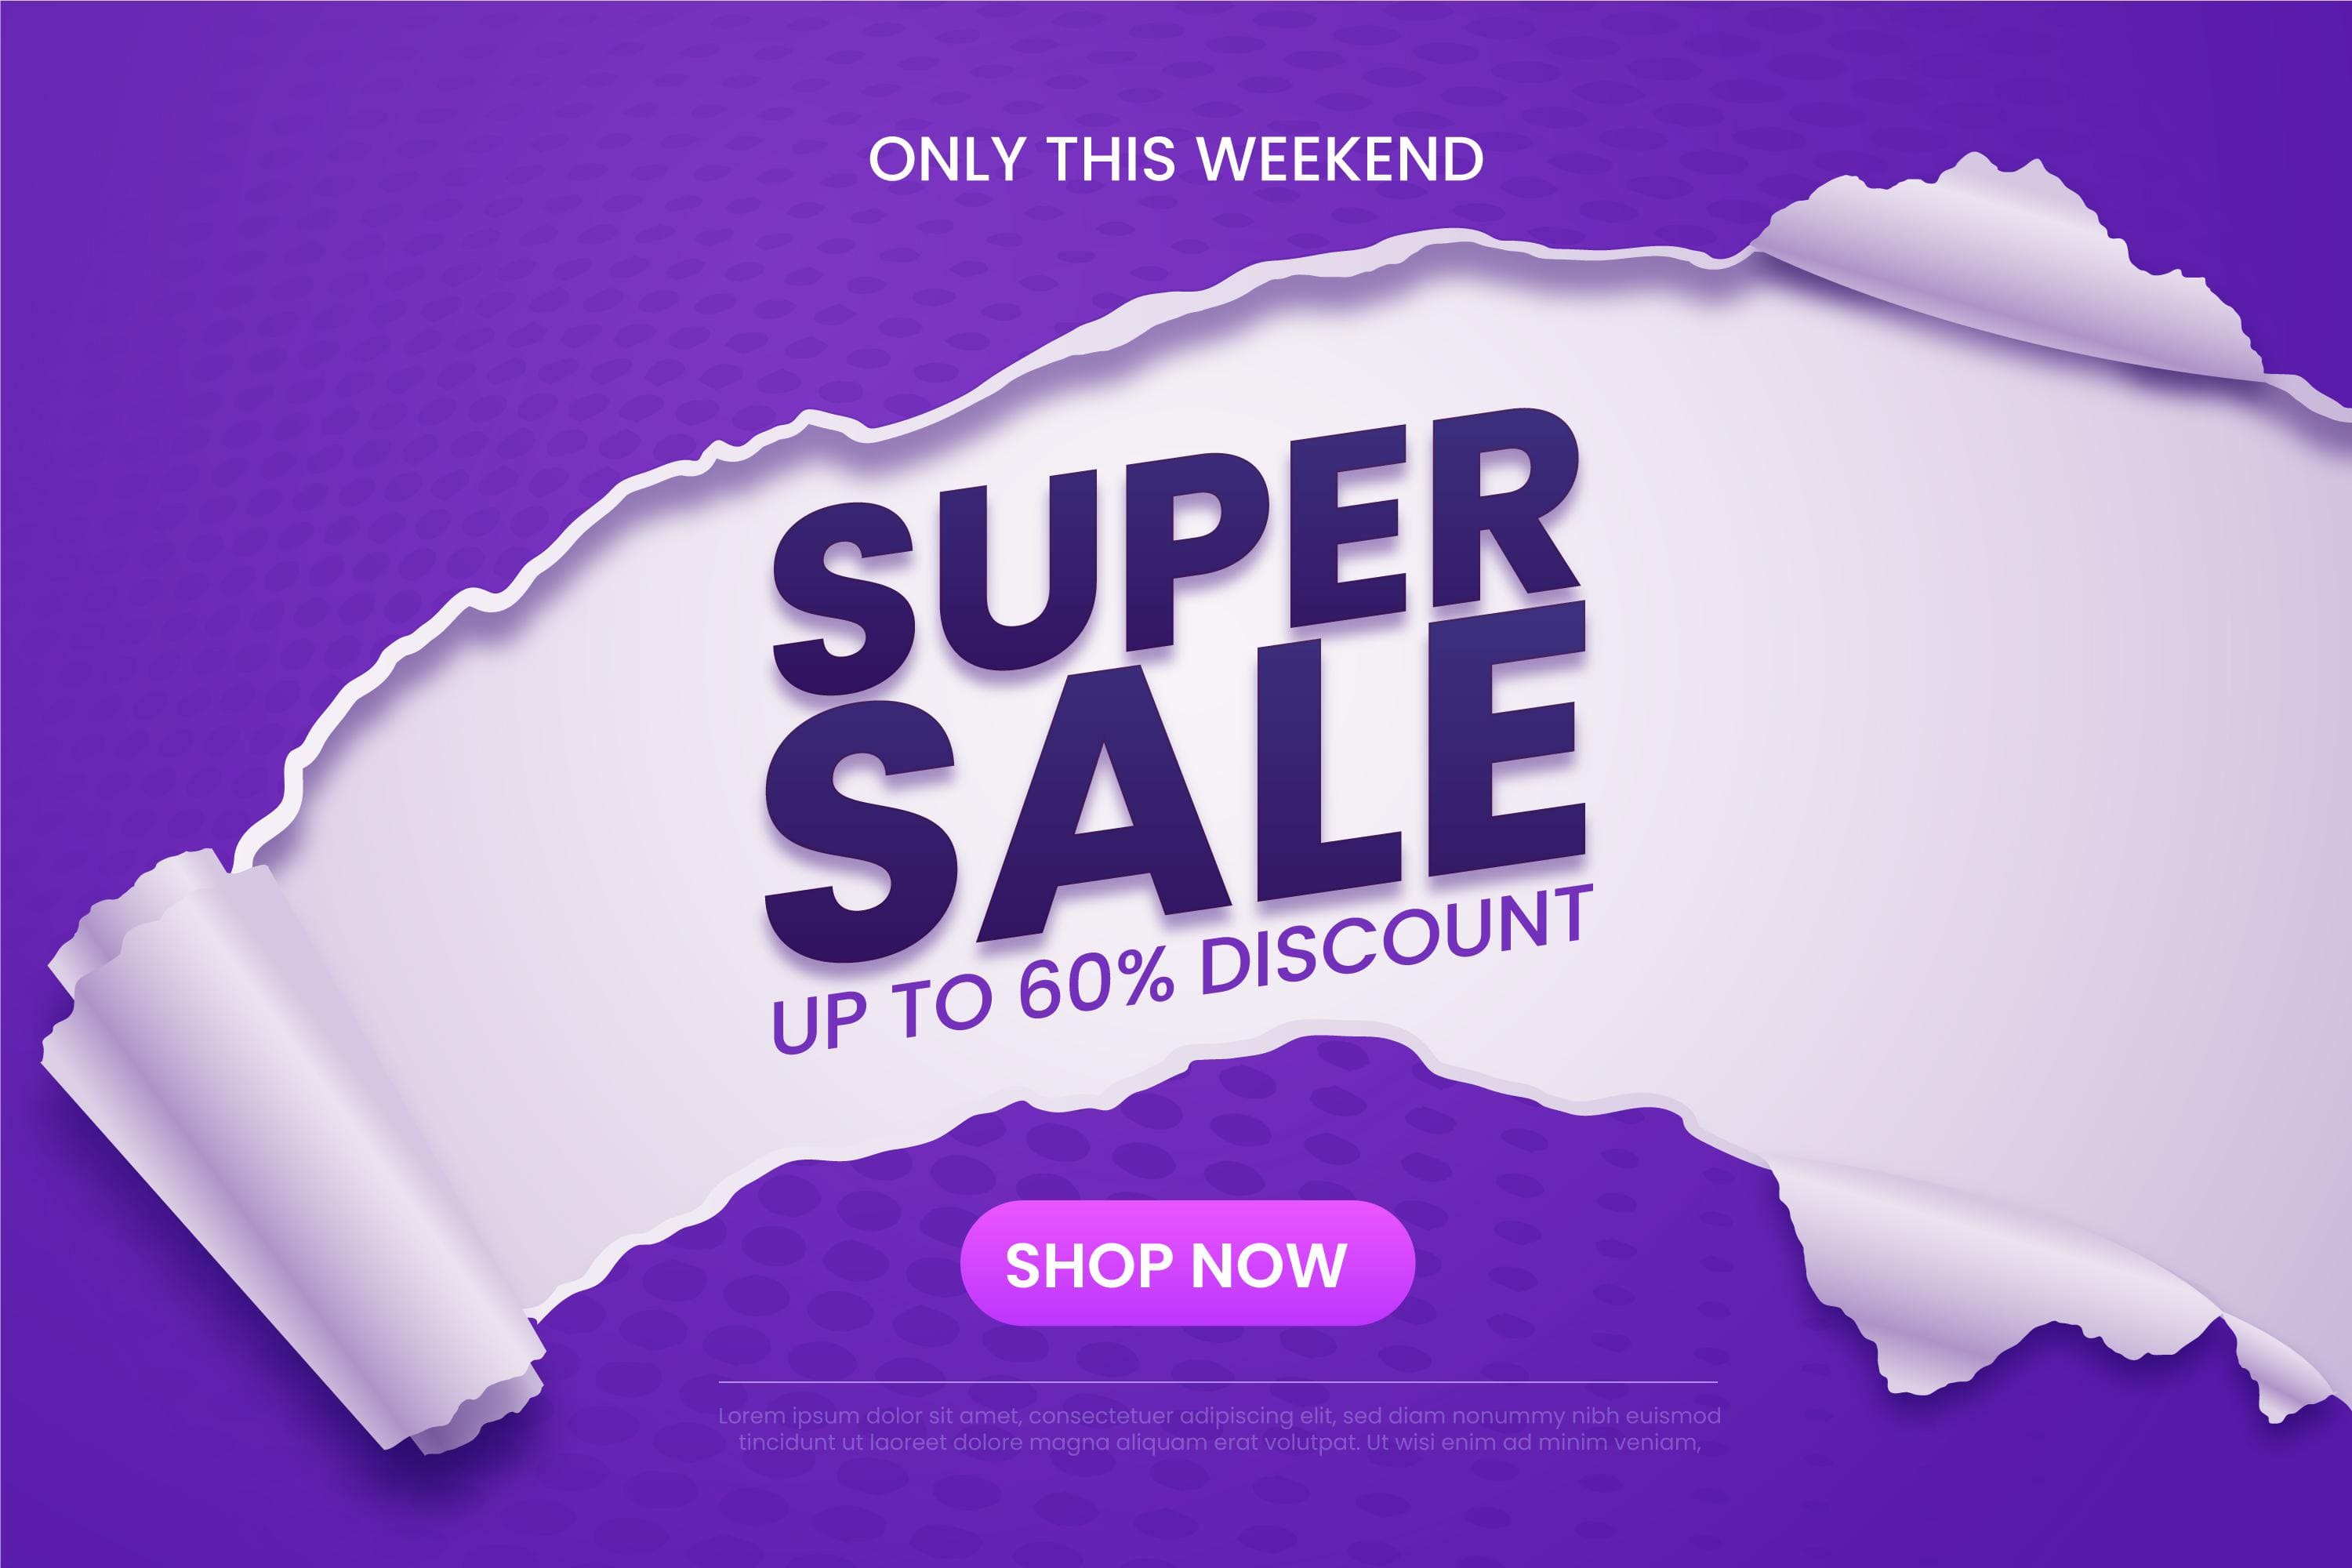 ONLY THIS WEEKEND
SUPER
SALE
UP TO 60% DISCOUNT
SHOP NOW
Lorem ipsum dolor sit amet, consectetuer adipiscing elit, sed diam nonummy nibh euismod
tincidunt ut laoreet dolore magna aliquam erat volutpat. Ut wisi enim ad minim veniam,